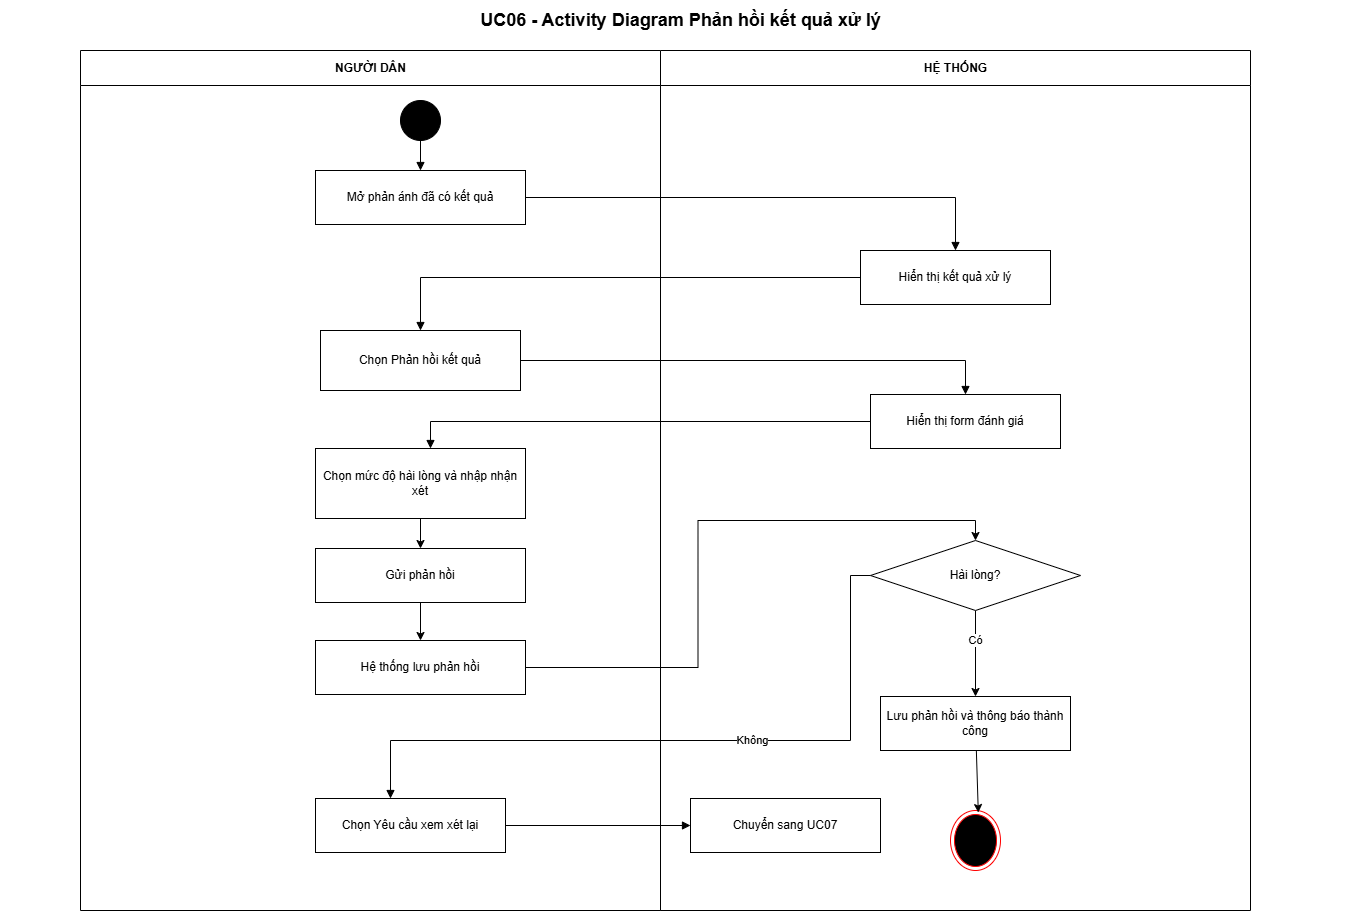 UC06 - Activity Diagram Phản hồi kết quả xử lý
NGƯỜI DÂN
HỆ THỐNG
Mở phản ánh đã có kết quả
Hiển thị kết quả xử lý
Chọn Phản hồi kết quả
Hiển thị form đánh giá
Chọn mức độ hài lòng và nhập nhận
xét
Gửi phản hồi
Hài lòng?
Có
Hệ thống lưu phản hồi
Lưu phản hồi và thông báo thành
công
Không
Chọn Yêu cầu xem xét lại
Chuyển sang UC07